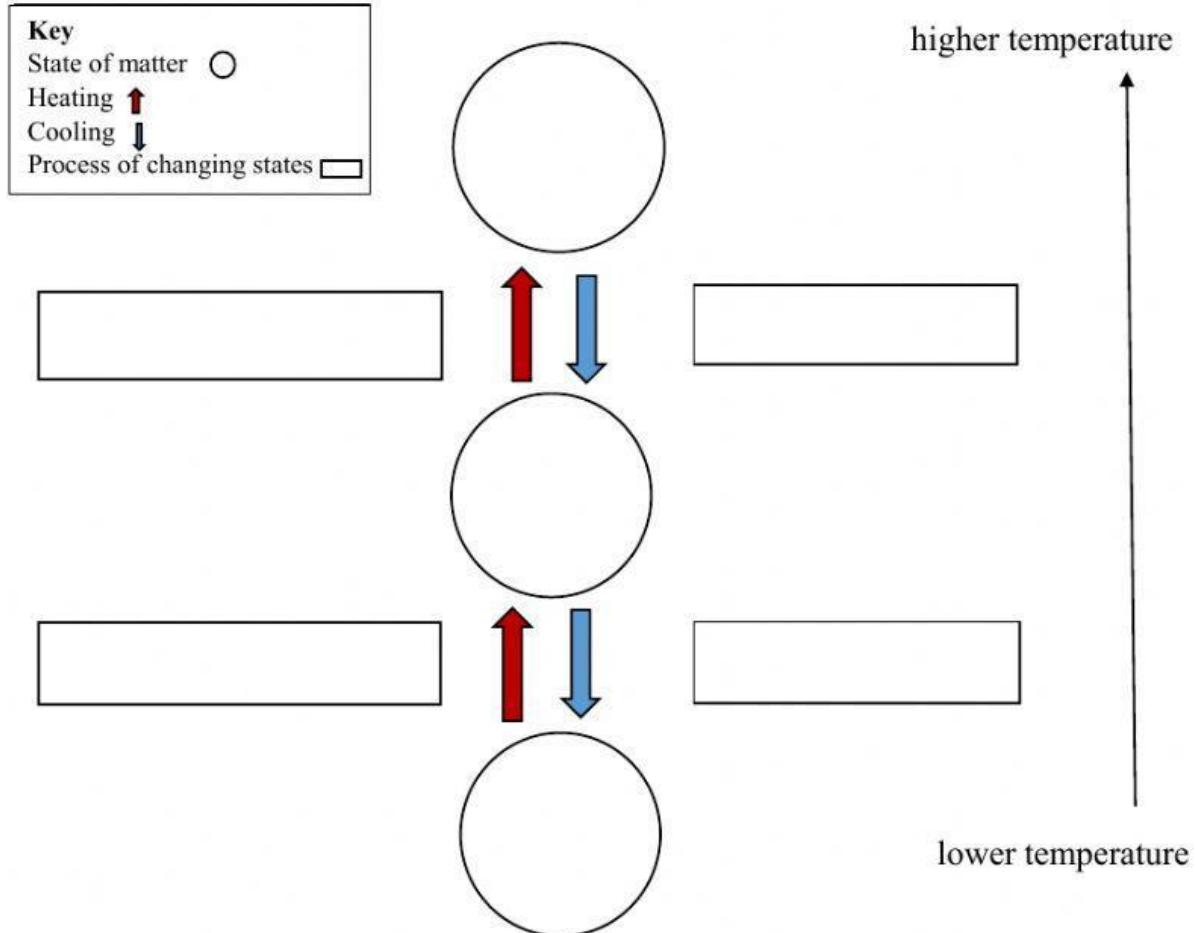 Key
State of matter
Heating
Cooling
Process of changing states
higher temperature
lower temperature